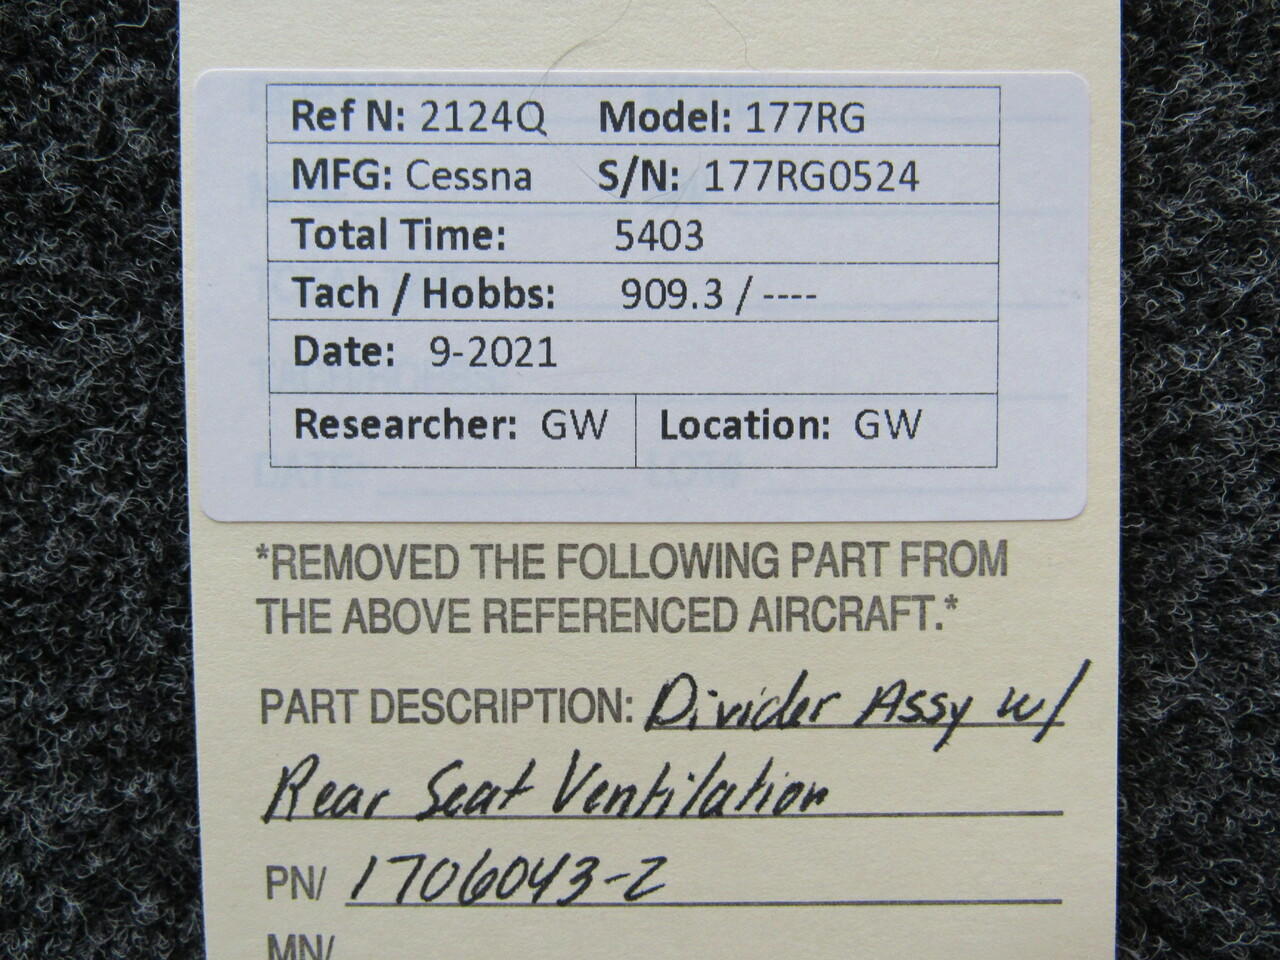 Ref N: 2124Q Model: 177RG
MFG: Cessna S/N: 177RG0524
Total Time: 5403
Tach / Hobbs: 909.3 / ----
Date: 9-2021
Researcher: GW Location: GW
DATE: LOT#
*REMOVED THE FOLLOWING PART FROM
THE ABOVE REFERENCED AIRCRAFT.*
PART DESCRIPTION: Divider Assy w/
Rear Seat Ventilation
PN/ 1706043-2
MN/